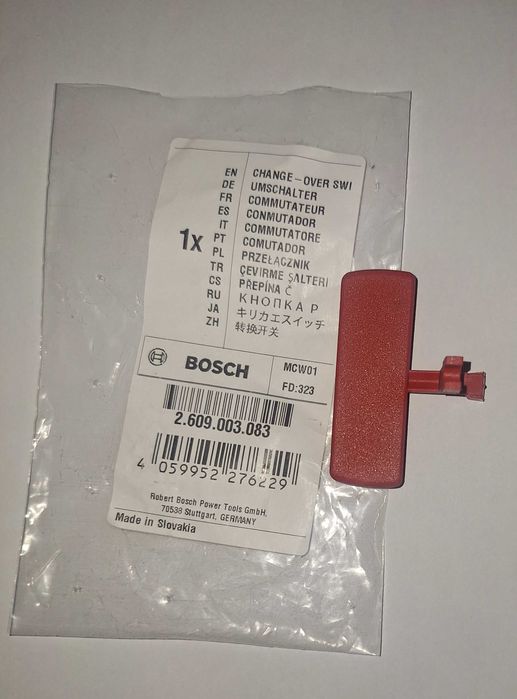 1x
EN CHANGE-OVER SWI
DE UMSCHALTER
FR COMMUTATEUR
ES CONMUTADOR
IT COMMUTATORE
PT COMUTADOR
PL PRZEŁĄCZNIK
TR ÇEVIRME ŞALTERI
CS PŘEPÍNA Č
RU КНОПКА Р
JA キリカエスイッチ
ZH 转换开关
BOSCH
MCW01
FD:323
2.609.003.083
4 059952 276229
Robert Bosch Power Tools GmbH,
70538 Stuttgart, GERMANY
Made in Slovakia